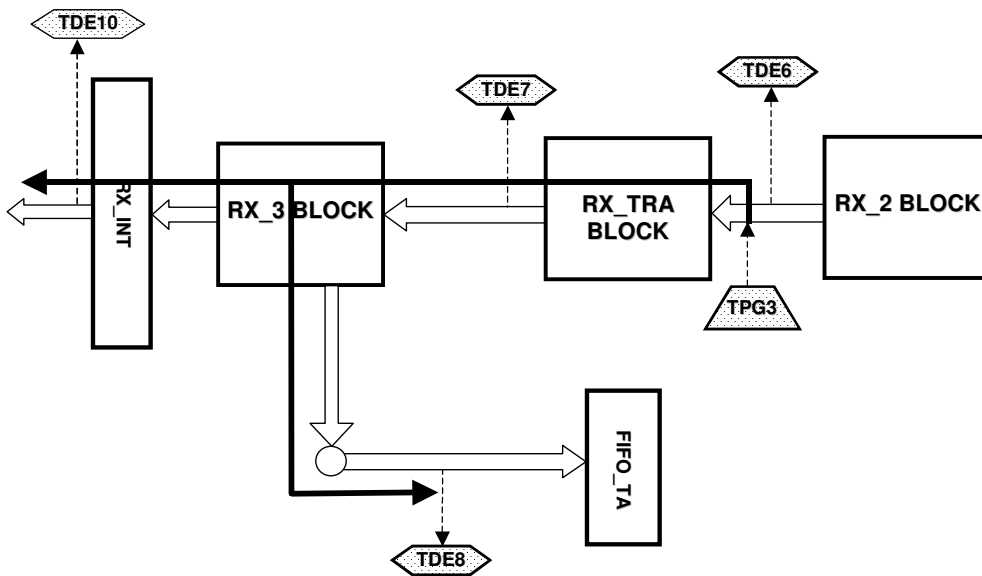 TDE10
TDE7
TDE6
RX_INT
RX_3 BLOCK
RX_TRA
BLOCK
RX_2 BLOCK
TPG3
FIFO_TA
TDE8